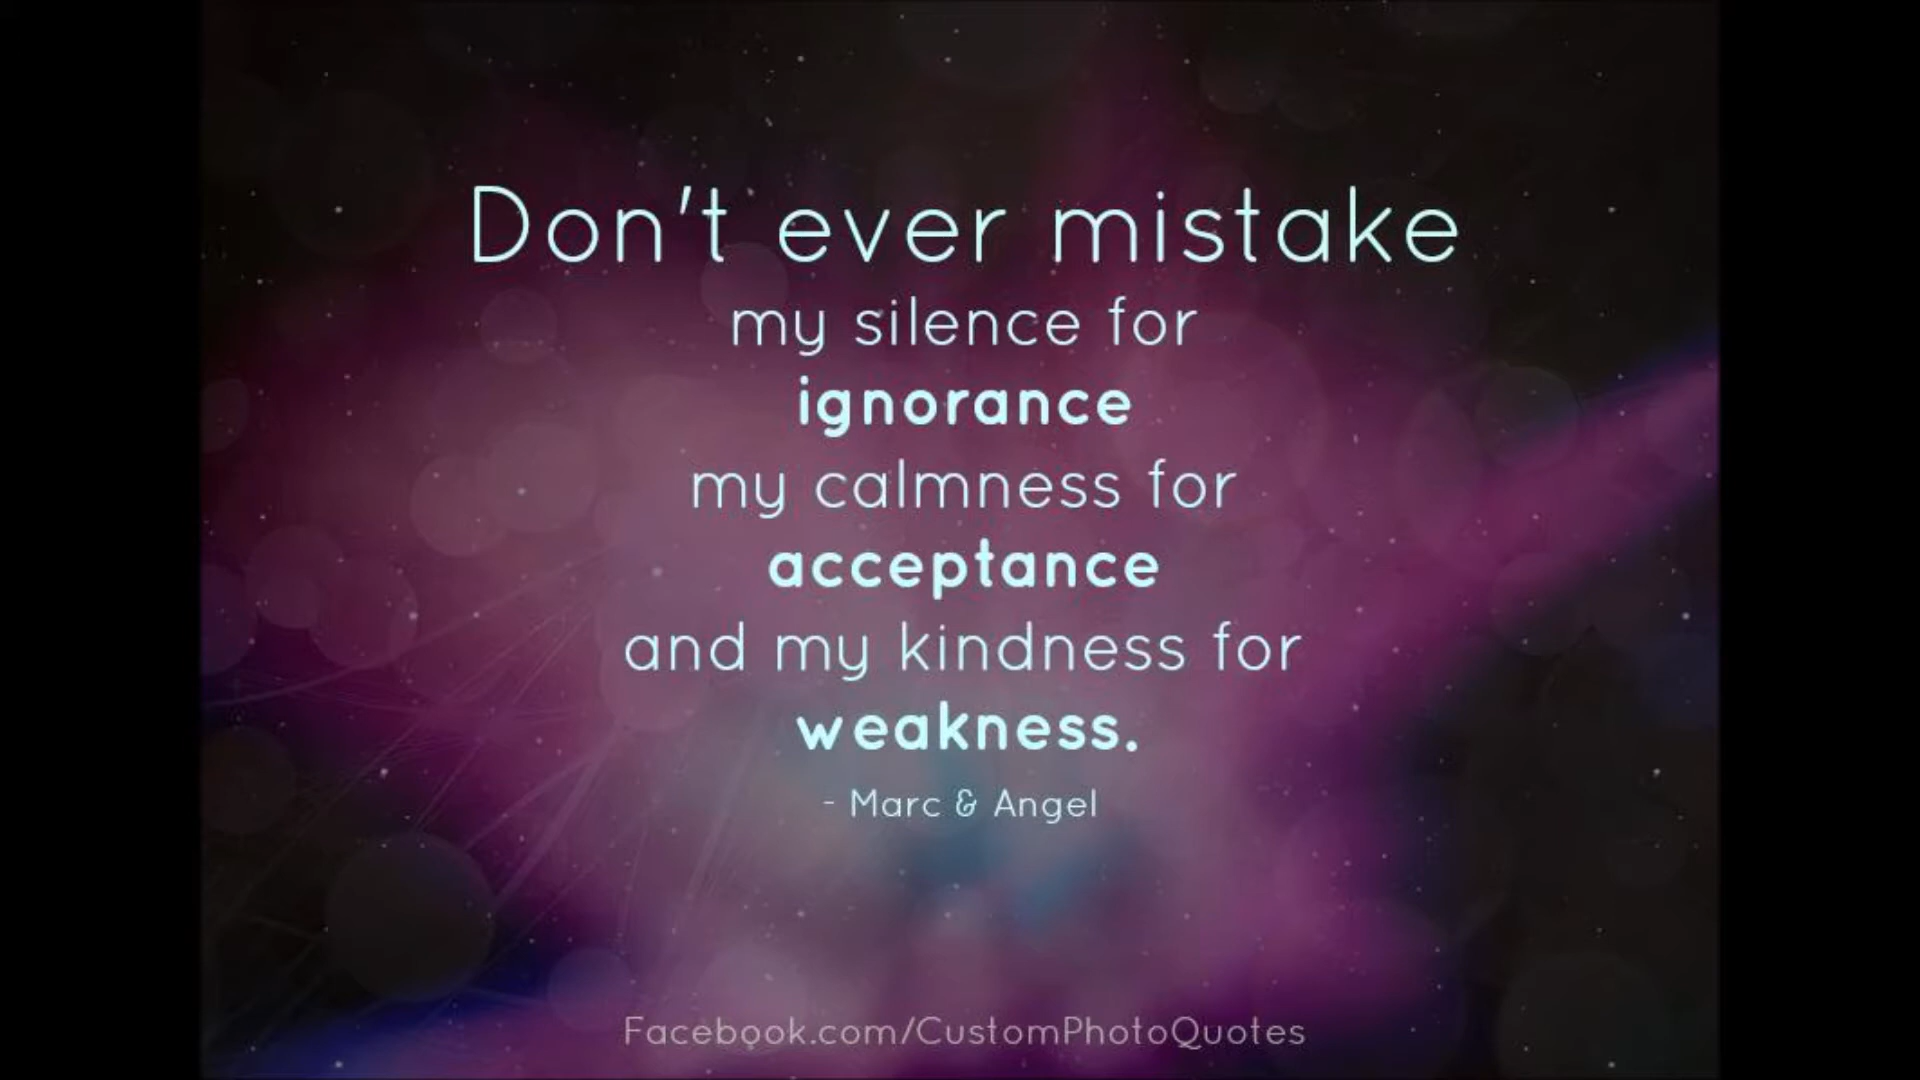 Don't ever mistake
my silence for
ignorance
my calmness for
acceptance
and my kindness for
weakness.
- Marc & Angel
Facebook.com/CustomPhotoQuotes